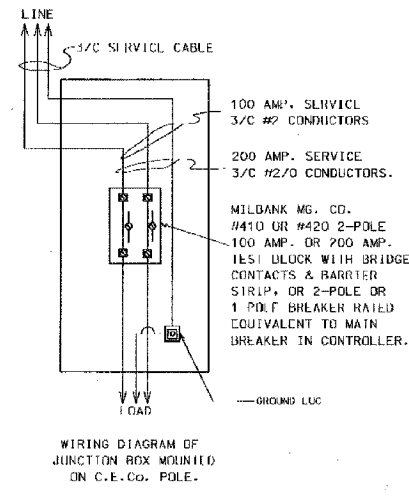 LINE
3/C SERVICE CABLE
100 AMP. SERVICE
3/C #2 CONDUCTORS
200 AMP. SERVICE
3/C #2/0 CONDUCTORS.
MILBANK MG. CO.
#410 OR #420 2-POLE
100 AMP. OR 200 AMP.
TEST BLOCK WITH BRIDGE
CONTACTS & BARRIER
STRIP, OR 2-POLE OR
1 POLE BREAKER RATED
EQUIVALENT TO MAIN
BREAKER IN CONTROLLER.
GROUND LUG
LOAD
WIRING DIAGRAM OF
JUNCTION BOX MOUNTED
ON C.E.Co. POLE.